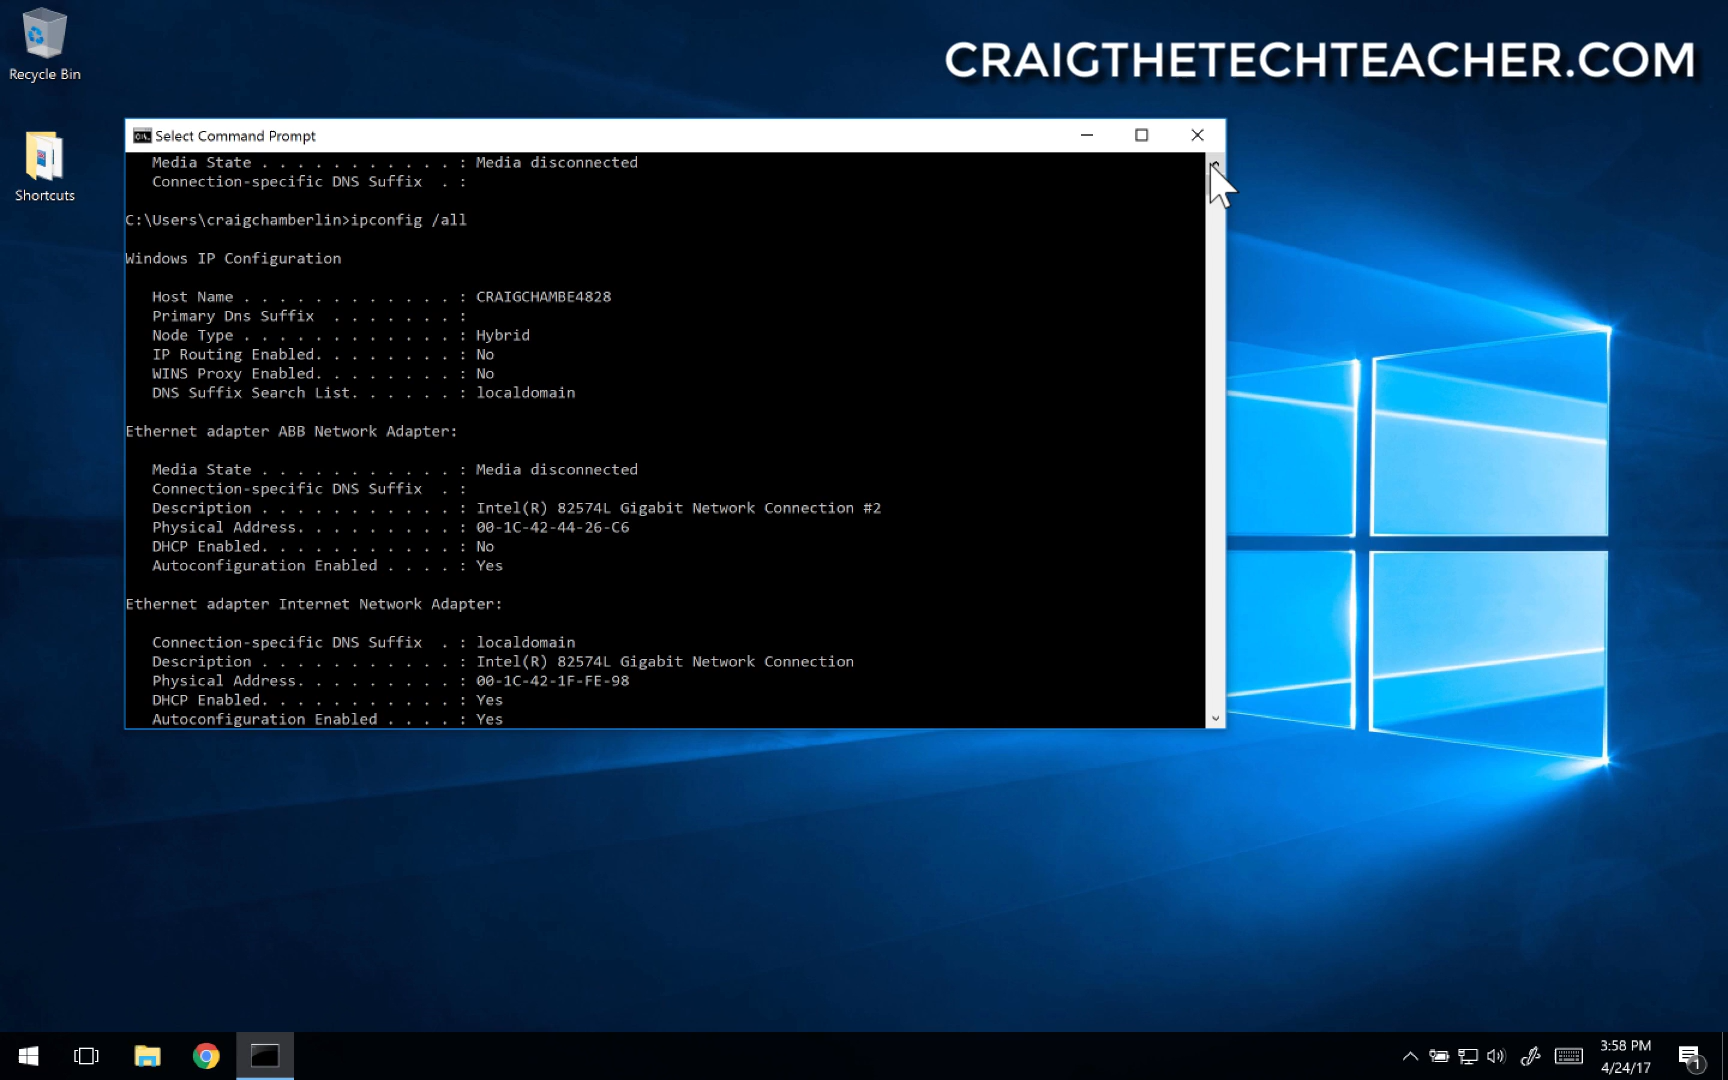 Recycle Bin
CRAIGTHETECHTEACHER.COM
Shortcuts
Select Command Prompt
Media State . . . . . . . . . . . : Media disconnected
Connection-specific DNS Suffix  . :
C:\Users\craigchamberlin>ipconfig /all
Windows IP Configuration
Host Name . . . . . . . . . . . . : CRAIGCHAMBE4828
Primary Dns Suffix  . . . . . . . :
Node Type . . . . . . . . . . . . : Hybrid
IP Routing Enabled. . . . . . . . : No
WINS Proxy Enabled. . . . . . . . : No
DNS Suffix Search List. . . . . . : localdomain
Ethernet adapter ABB Network Adapter:
Media State . . . . . . . . . . . : Media disconnected
Connection-specific DNS Suffix  . :
Description . . . . . . . . . . . : Intel(R) 82574L Gigabit Network Connection #2
Physical Address. . . . . . . . . : 00-1C-42-44-26-C6
DHCP Enabled. . . . . . . . . . . : No
Autoconfiguration Enabled . . . . : Yes
Ethernet adapter Internet Network Adapter:
Connection-specific DNS Suffix  . : localdomain
Description . . . . . . . . . . . : Intel(R) 82574L Gigabit Network Connection
Physical Address. . . . . . . . . : 00-1C-42-1F-FE-98
DHCP Enabled. . . . . . . . . . . : Yes
Autoconfiguration Enabled . . . . : Yes
3:58 PM
4/24/17
1